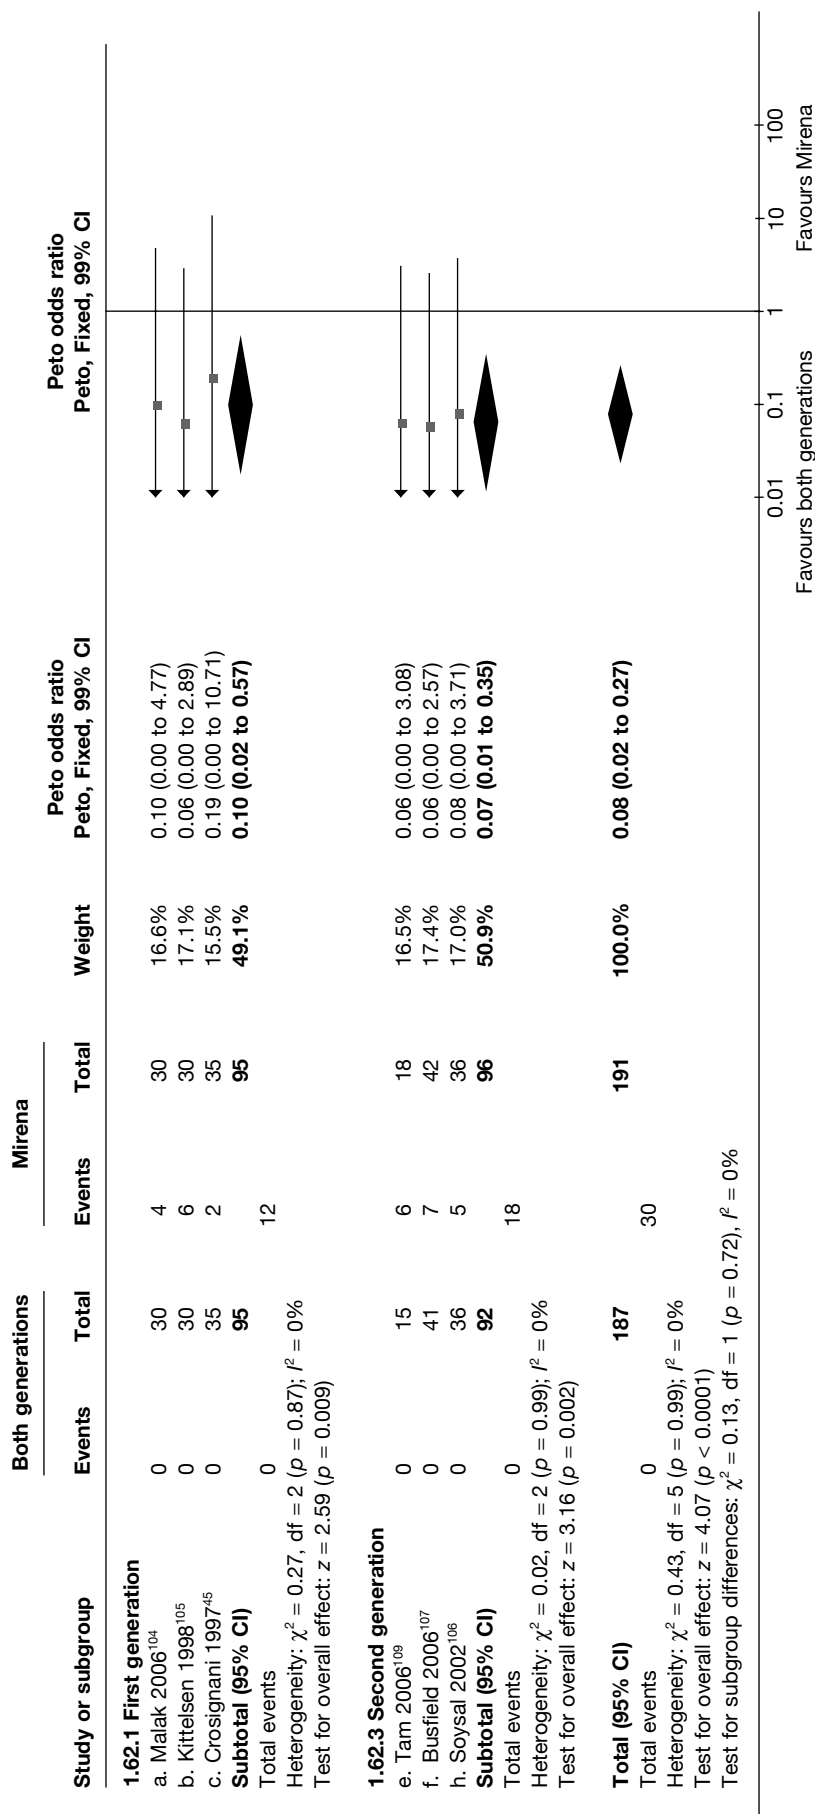 Both generations Mirena Peto odds ratio Peto odds ratio
Study or subgroup Events Total Events Total Weight Peto, Fixed, 99% CI Peto, Fixed, 99% CI
1.62.1 First generation
a. Malak 2006¹⁰⁴ 0 30 4 30 16.6% 0.10 (0.00 to 4.77)
b. Kittelsen 1998¹⁰⁵ 0 30 6 30 17.1% 0.06 (0.00 to 2.89)
c. Crosignani 1997⁴⁵ 0 35 2 35 15.5% 0.19 (0.00 to 10.71)
Subtotal (95% CI) 95 95 49.1% 0.10 (0.02 to 0.57)
Total events 0 12
Heterogeneity: χ² = 0.27, df = 2 (p = 0.87); I² = 0%
Test for overall effect: z = 2.59 (p = 0.009)
1.62.3 Second generation
e. Tam 2006¹⁰⁹ 0 15 6 18 16.5% 0.06 (0.00 to 3.08)
f. Busfield 2006¹⁰⁷ 0 41 7 42 17.4% 0.06 (0.00 to 2.57)
h. Soysal 2002¹⁰⁶ 0 36 5 36 17.0% 0.08 (0.00 to 3.71)
Subtotal (95% CI) 92 96 50.9% 0.07 (0.01 to 0.35)
Total events 0 18
Heterogeneity: χ² = 0.02, df = 2 (p = 0.99); I² = 0%
Test for overall effect: z = 3.16 (p = 0.002)
Total (95% CI) 187 191 100.0% 0.08 (0.02 to 0.27)
Total events 0 30
Heterogeneity: χ² = 0.43, df = 5 (p = 0.99); I² = 0%
Test for overall effect: z = 4.07 (p < 0.0001)
Test for subgroup differences: χ² = 0.13, df = 1 (p = 0.72), I² = 0%
0.01 0.1 1 10 100
Favours both generations Favours Mirena